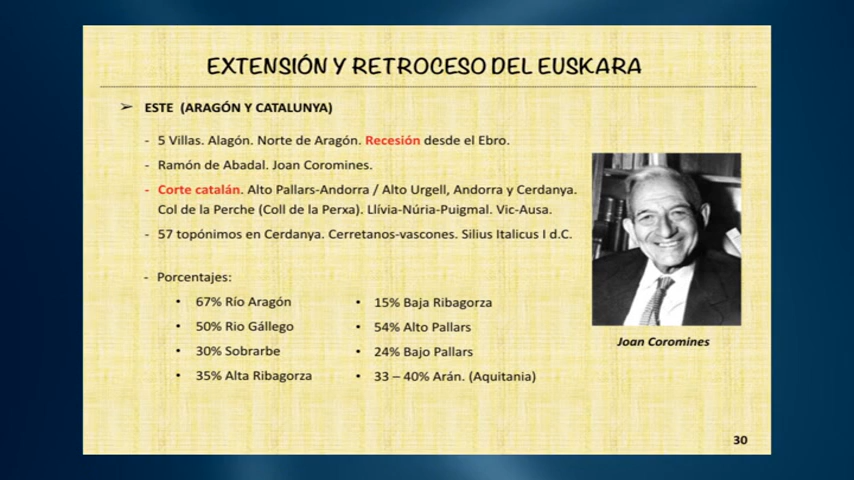 EXTENSIÓN Y RETROCESO DEL EUSKARA
➢ ESTE (ARAGÓN Y CATALUNYA)
- 5 Villas. Alagón. Norte de Aragón. Recesión desde el Ebro.
- Ramón de Abadal. Joan Coromines.
- Corte catalán. Alto Pallars-Andorra / Alto Urgell, Andorra y Cerdanya.
Col de la Perche (Coll de la Perxa). Llívia-Núria-Puigmal. Vic-Ausa.
- 57 topónimos en Cerdanya. Cerretanos-vascones. Silius Italicus I d.C.
- Porcentajes:
• 67% Río Aragón
• 50% Rio Gállego
• 30% Sobrarbe
• 35% Alta Ribagorza
• 15% Baja Ribagorza
• 54% Alto Pallars
• 24% Bajo Pallars
• 33 – 40% Arán. (Aquitania)
Joan Coromines
30